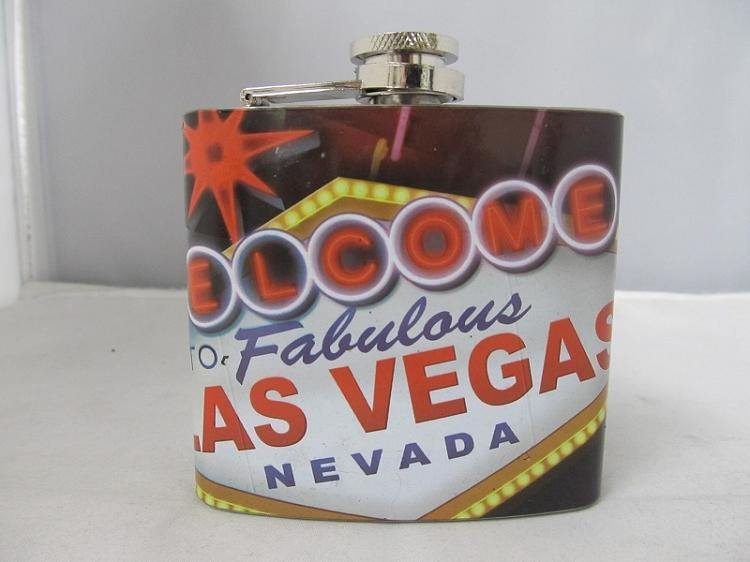 ELCOME
TO Fabulous
LAS VEGAS
NEVADA